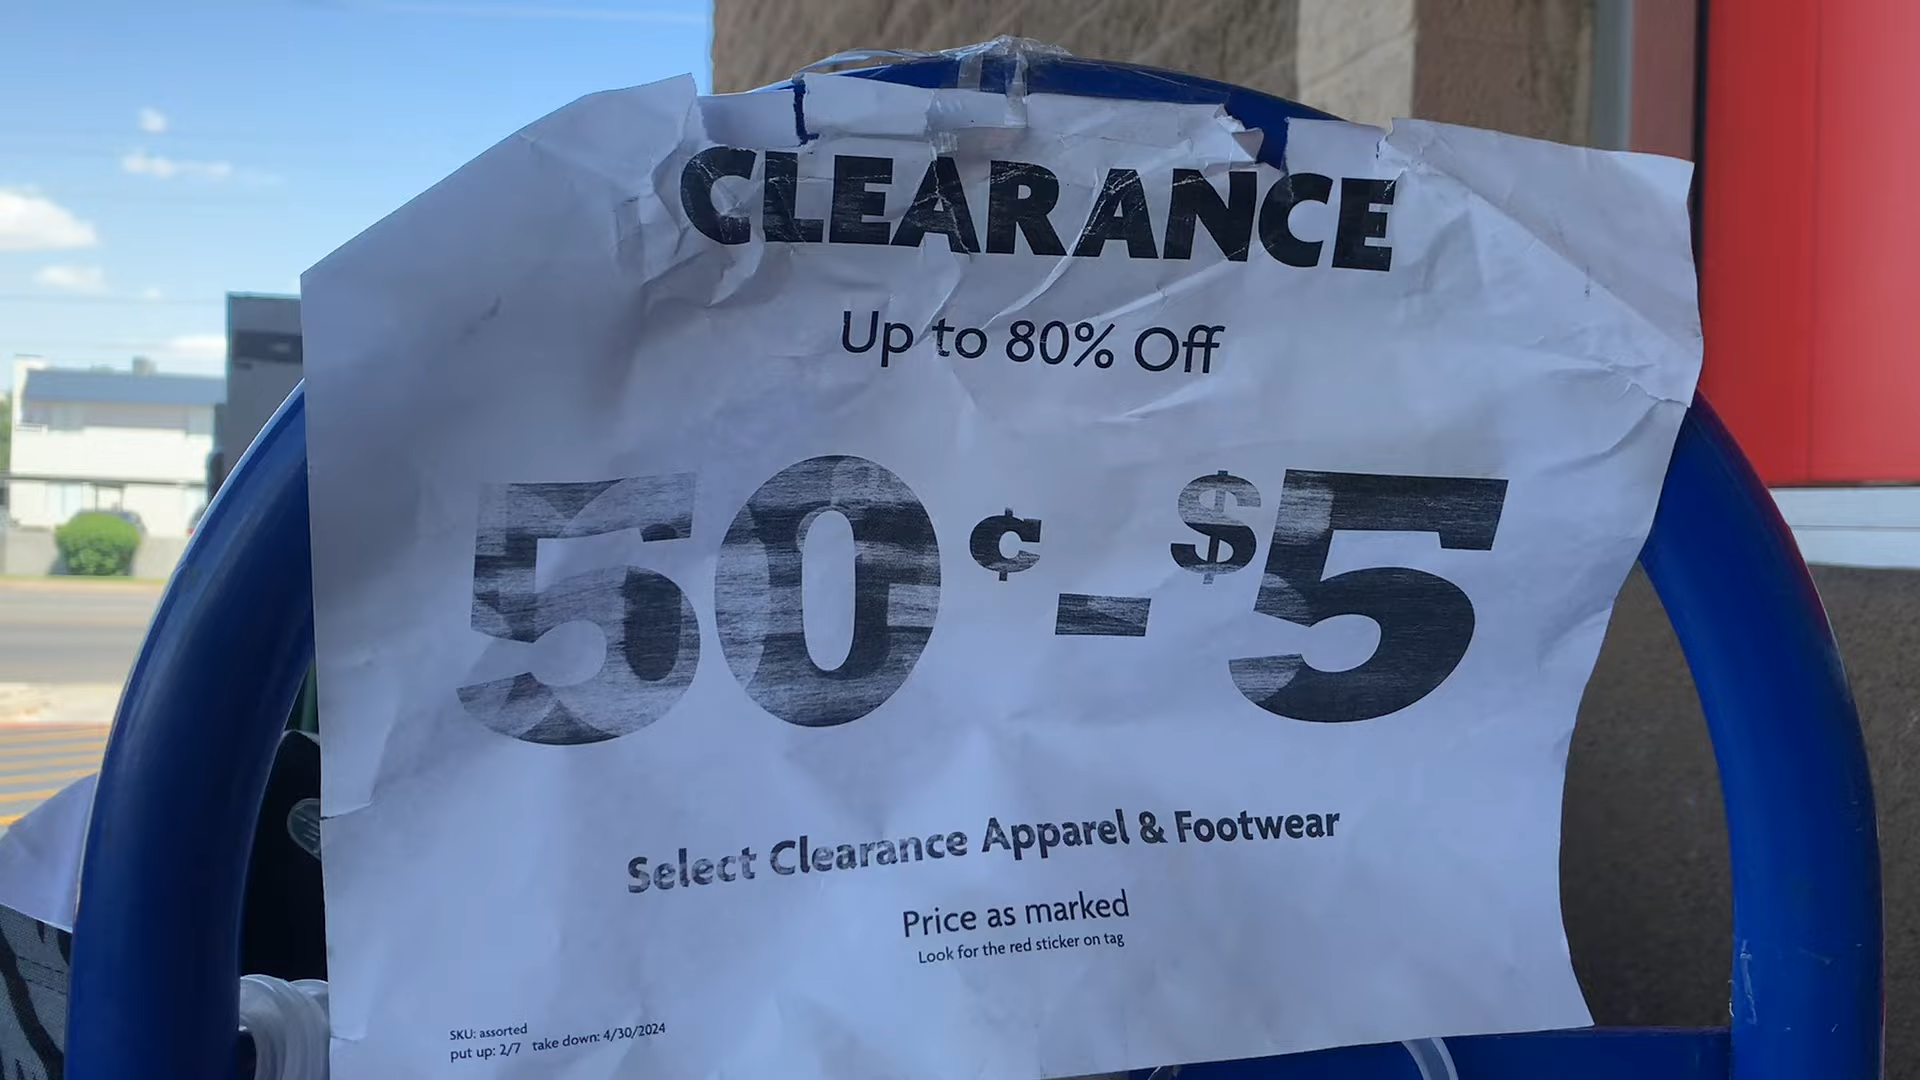 CLEARANCE
Up to 80% Off
50¢-$5
Select Clearance Apparel & Footwear
Price as marked
Look for the red sticker on tag
SKU: assorted
put up: 2/7 take down: 4/30/2024